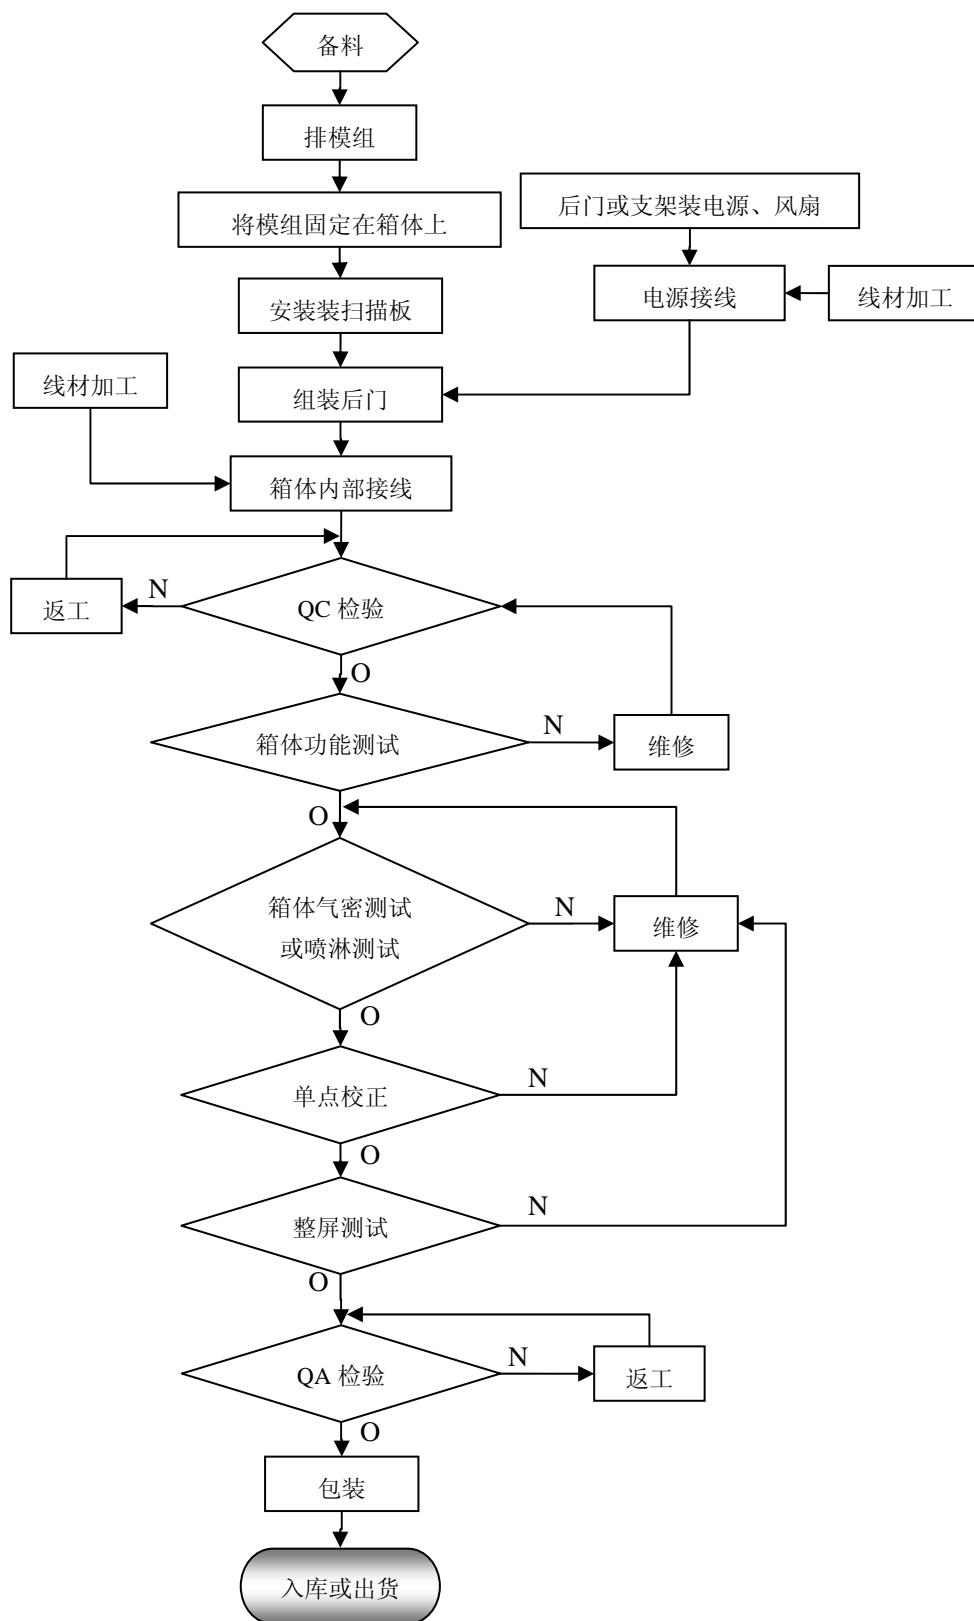 备料
排模组
将模组固定在箱体上
后门或支架装电源、风扇
安装装扫描板
电源接线
线材加工
线材加工
组装后门
箱体内部接线
返工
N
QC 检验
O
箱体功能测试
N
维修
O
箱体气密测试
或喷淋测试
N
维修
O
单点校正
N
O
整屏测试
N
O
QA 检验
N
返工
O
包装
入库或出货